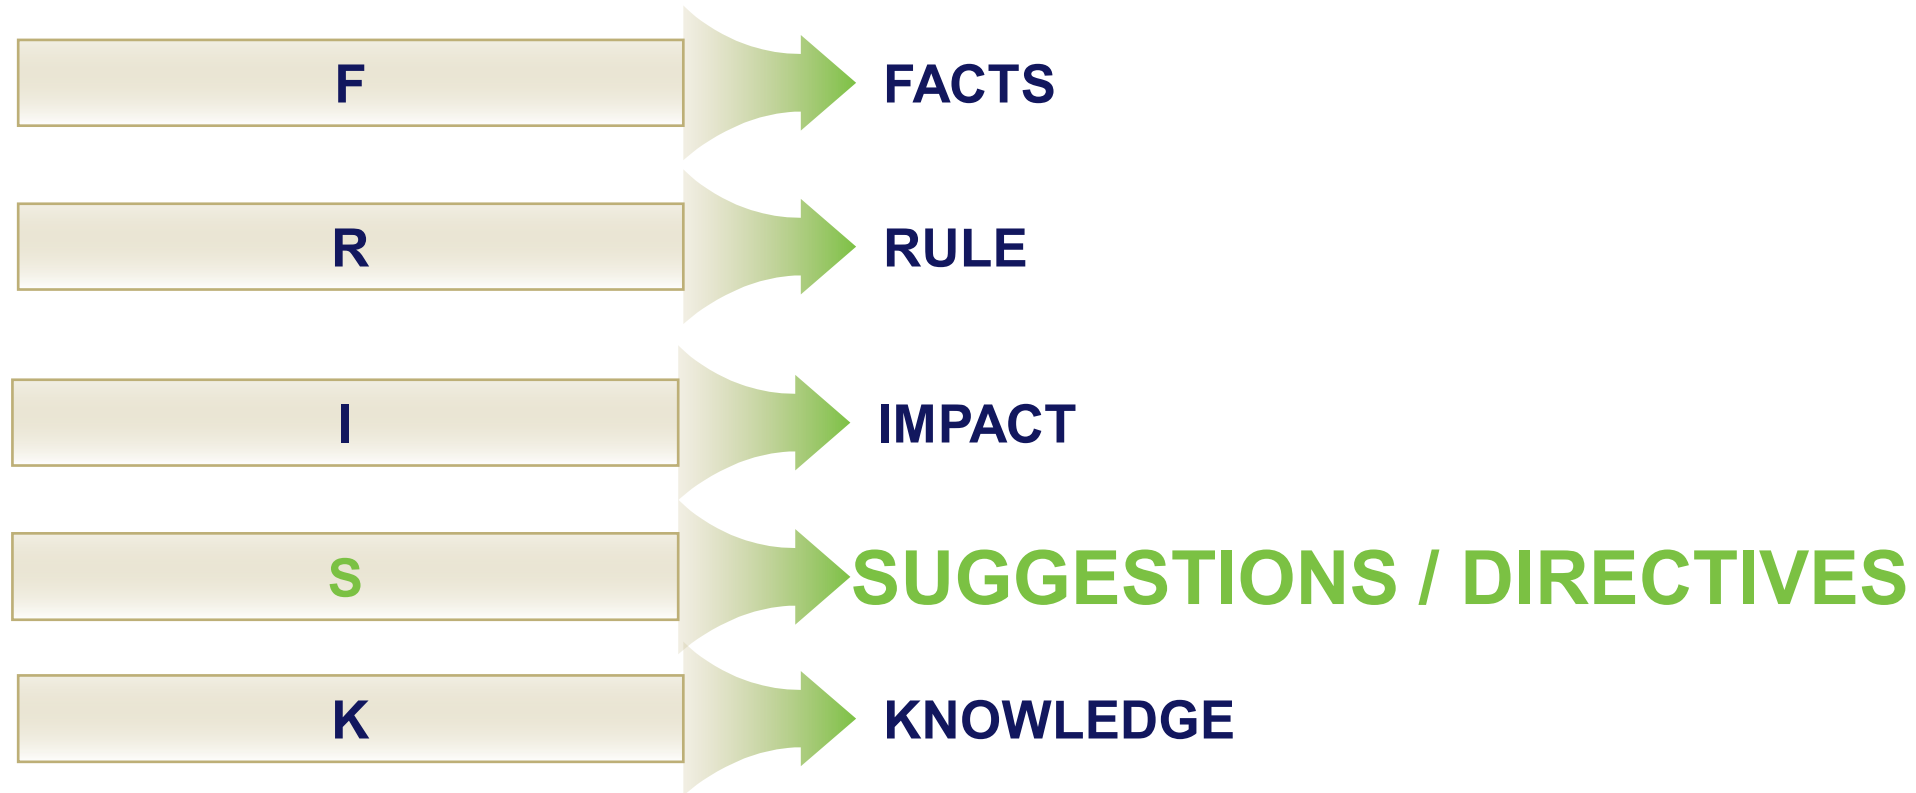 F FACTS
R RULE
I IMPACT
S SUGGESTIONS / DIRECTIVES
K KNOWLEDGE